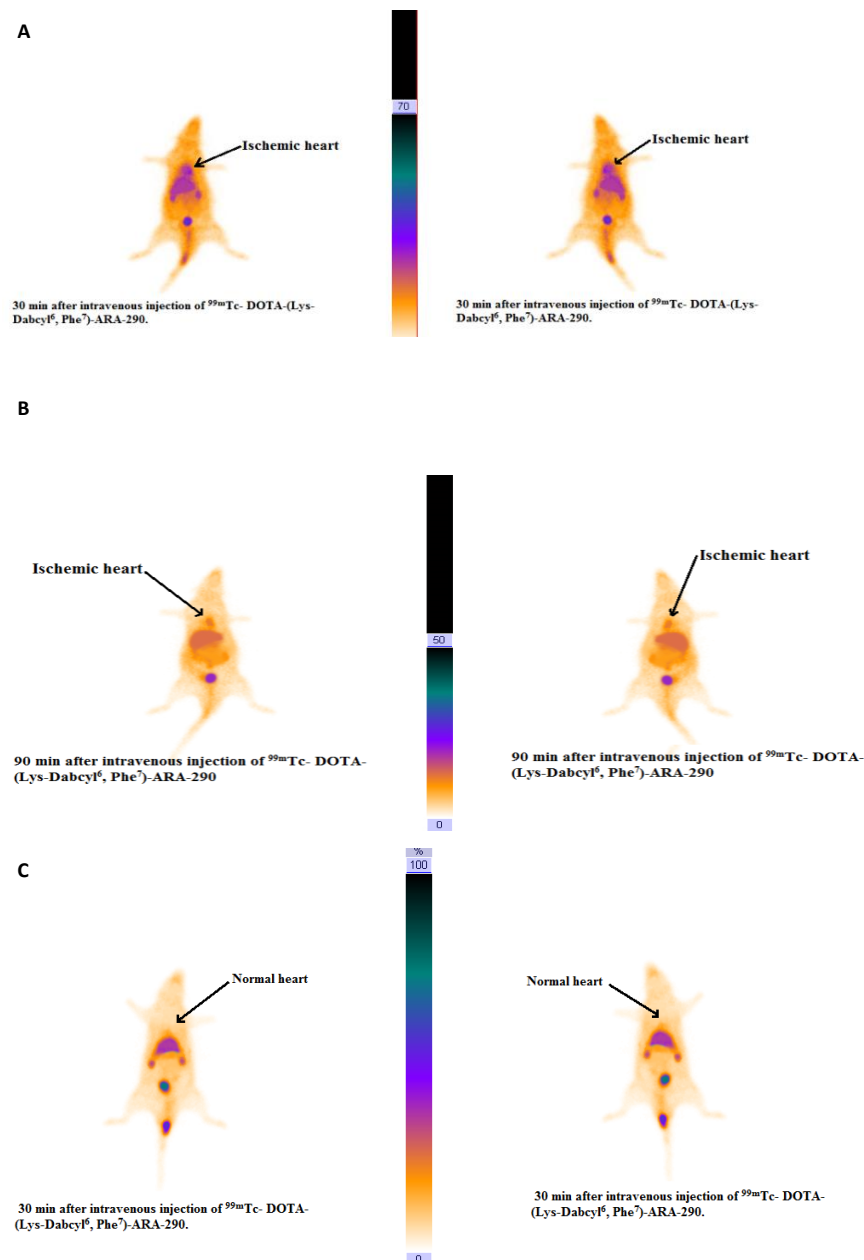 A
70
Ischemic heart
Ischemic heart
30 min after intravenous injection of ⁹⁹ᵐTc- DOTA-(Lys-
Dabcyl⁶, Phe⁷)-ARA-290.
30 min after intravenous injection of ⁹⁹ᵐTc- DOTA-(Lys-
Dabcyl⁶, Phe⁷)-ARA-290.
B
Ischemic heart
Ischemic heart
50
90 min after intravenous injection of ⁹⁹ᵐTc- DOTA-
(Lys-Dabcyl⁶, Phe⁷)-ARA-290
90 min after intravenous injection of ⁹⁹ᵐTc- DOTA-
(Lys-Dabcyl⁶, Phe⁷)-ARA-290
0
C
%
100
Normal heart
Normal heart
30 min after intravenous injection of ⁹⁹ᵐTc- DOTA-
(Lys-Dabcyl⁶, Phe⁷)-ARA-290.
30 min after intravenous injection of ⁹⁹ᵐTc- DOTA-
(Lys-Dabcyl⁶, Phe⁷)-ARA-290.
0